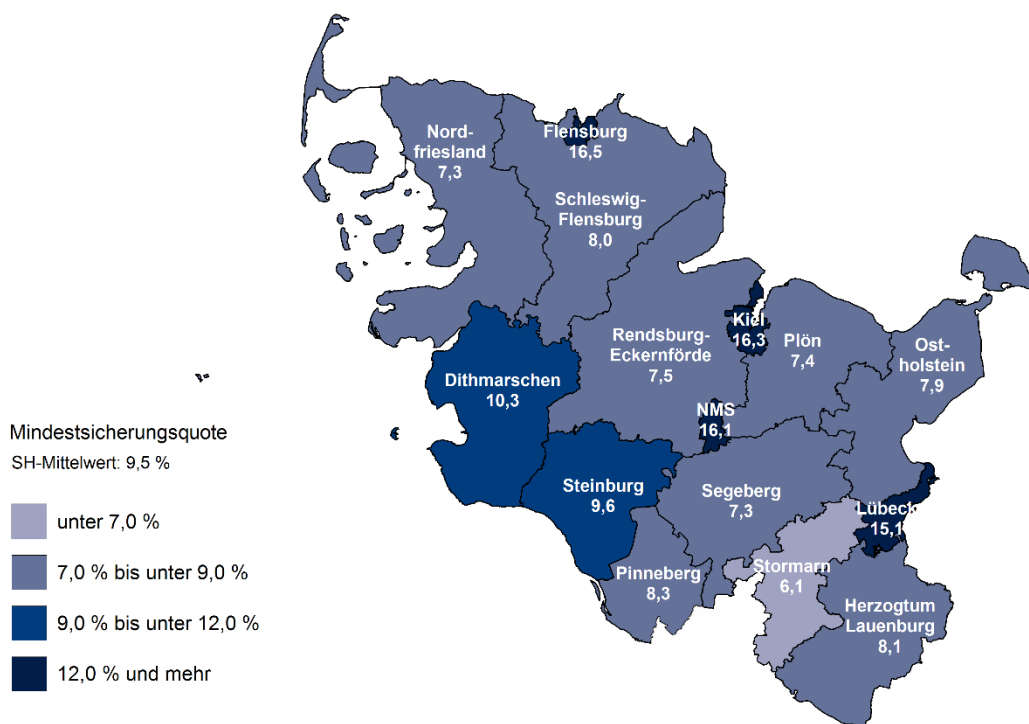 Nord-
friesland
7,3
Flensburg
16,5
Schleswig-
Flensburg
8,0
Kiel
16,3
Rendsburg-
Eckernförde
7,5
Plön
7,4
Ost-
holstein
7,9
Dithmarschen
10,3
NMS
16,1
Steinburg
9,6
Segeberg
7,3
Lübeck
15,1
Pinneberg
8,3
Stormarn
6,1
Herzogtum
Lauenburg
8,1
Mindestsicherungsquote
SH-Mittelwert: 9,5 %
unter 7,0 %
7,0 % bis unter 9,0 %
9,0 % bis unter 12,0 %
12,0 % und mehr